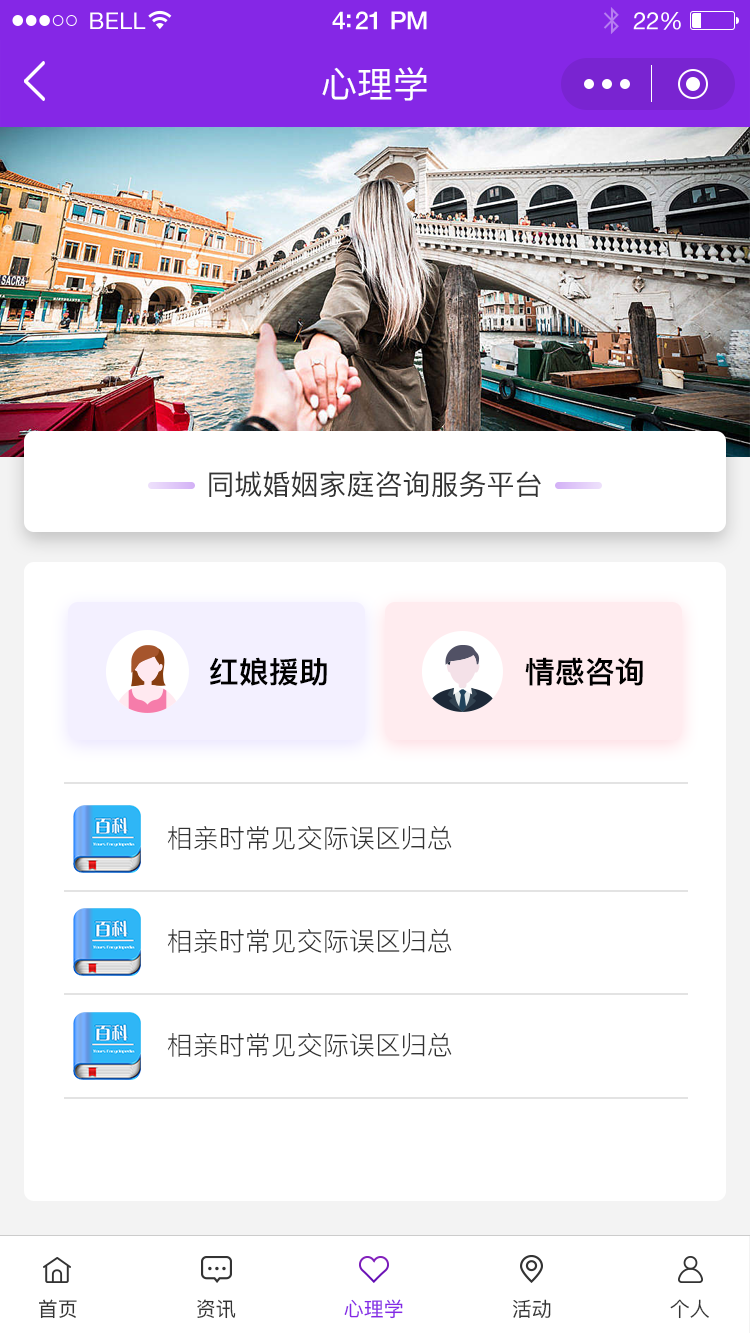 BELL
4:21 PM
22%
心理学
SACRA
RISTORANTE
同城婚姻家庭咨询服务平台
红娘援助
情感咨询
百科
相亲时常见交际误区归总
百科
相亲时常见交际误区归总
百科
相亲时常见交际误区归总
首页
资讯
心理学
活动
个人